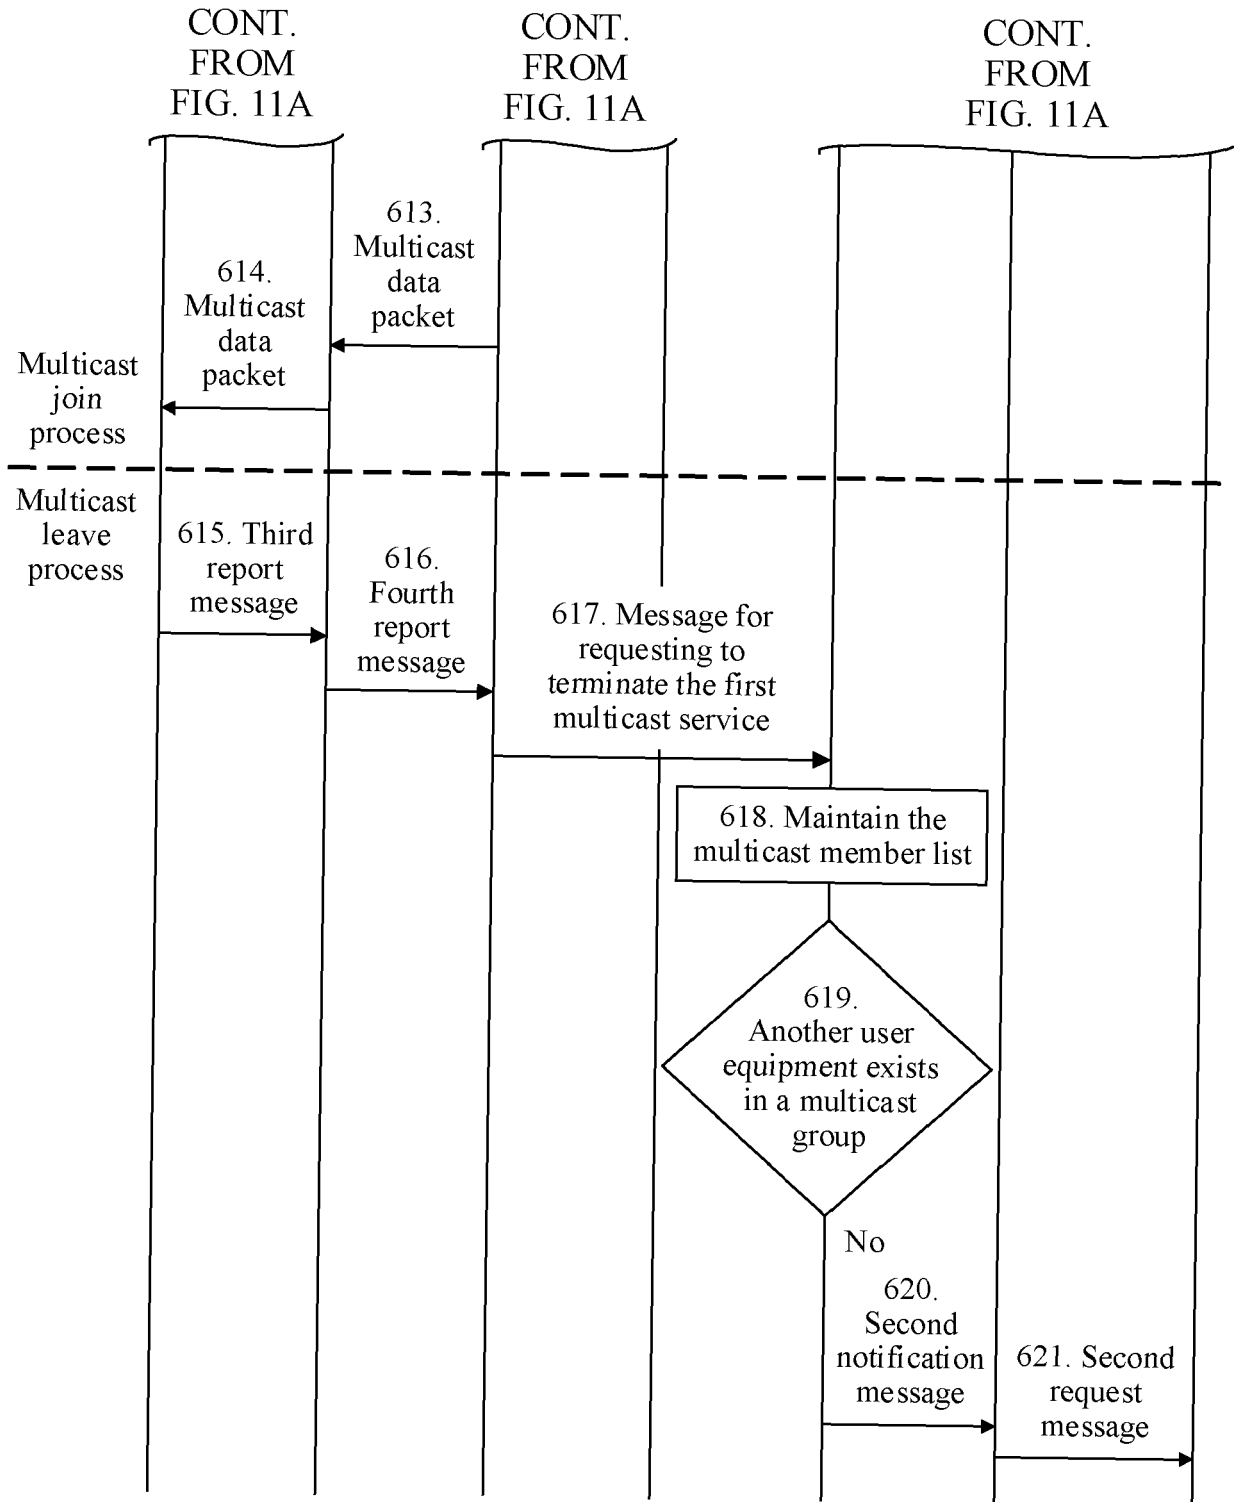 CONT.
FROM
FIG. 11A
CONT.
FROM
FIG. 11A
CONT.
FROM
FIG. 11A
613.
Multicast
data
packet
614.
Multicast
data
packet
Multicast
join
process
Multicast
leave
process
615. Third
report
message
616.
Fourth
report
message
617. Message for
requesting to
terminate the first
multicast service
618. Maintain the
multicast member list
619.
Another user
equipment exists
in a multicast
group
No
620.
Second
notification
message
621. Second
request
message